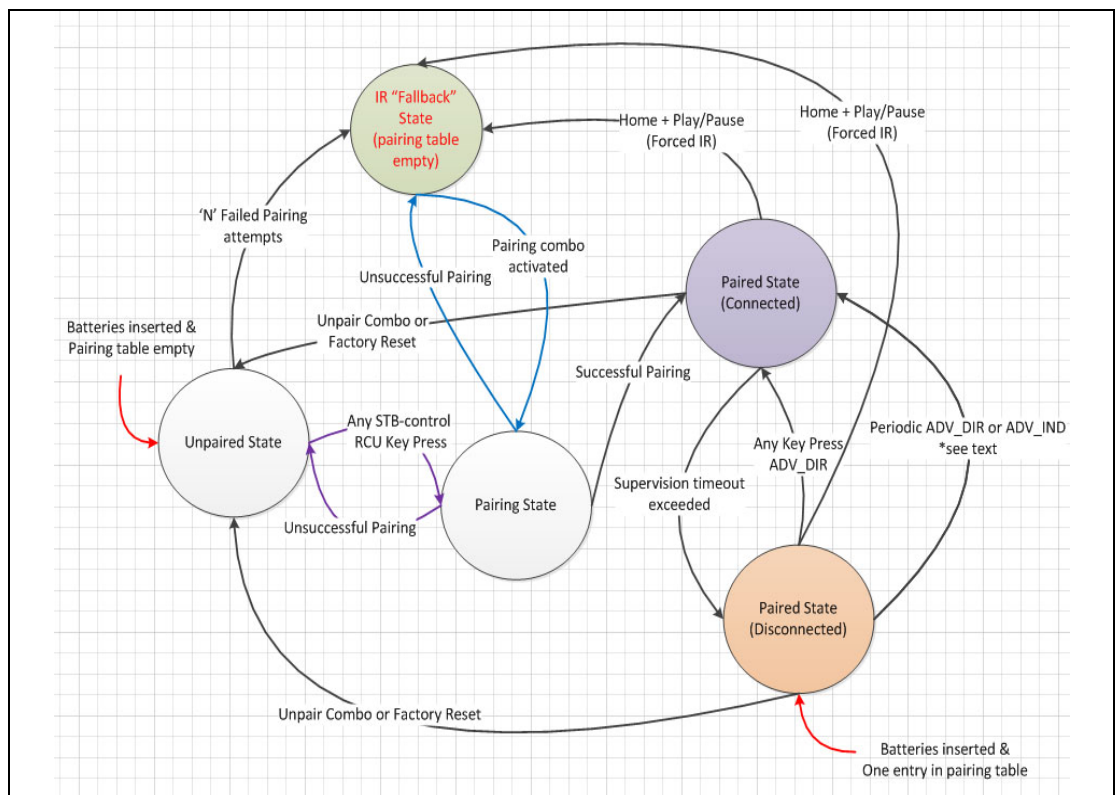 IR “Fallback”
State
(pairing table
empty)
Home + Play/Pause
(Forced IR)
Home + Play/Pause
(Forced IR)
‘N’ Failed Pairing
attempts
Pairing combo
activated
Unsuccessful Pairing
Paired State
(Connected)
Batteries inserted &
Pairing table empty
Unpair Combo or
Factory Reset
Successful Pairing
Unpaired State
Any STB-control
RCU Key Press
Unsuccessful Pairing
Pairing State
Any Key Press
ADV_DIR
Periodic ADV_DIR or ADV_IND
*see text
Supervision timeout
exceeded
Paired State
(Disconnected)
Unpair Combo or Factory Reset
Batteries inserted &
One entry in pairing table